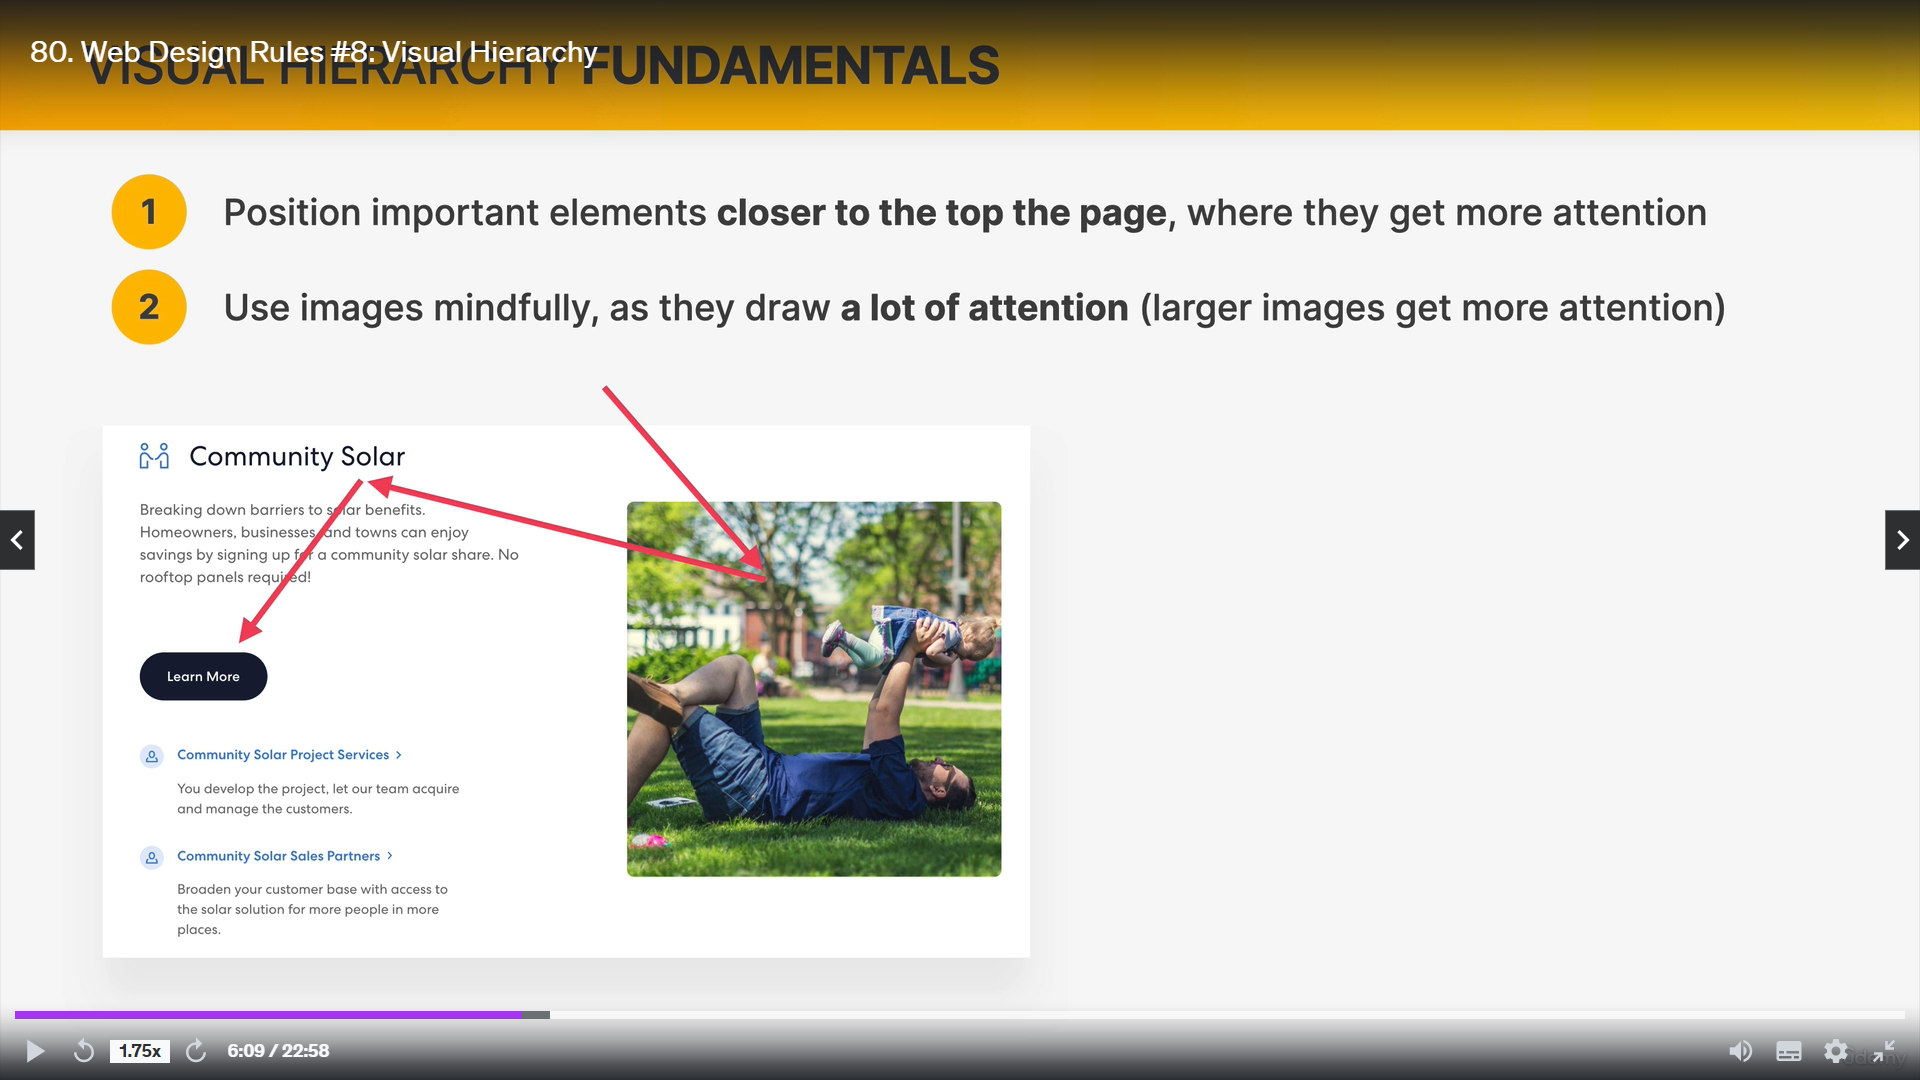 80. Web Design Rules #8: Visual Hierarchy
VISUAL HIERARCHY FUNDAMENTALS
1
Position important elements closer to the top the page, where they get more attention
2
Use images mindfully, as they draw a lot of attention (larger images get more attention)
Community Solar
Breaking down barriers to solar benefits.
Homeowners, businesses, and towns can enjoy
savings by signing up for a community solar share. No
rooftop panels required!
Learn More
Community Solar Project Services
You develop the project, let our team acquire
and manage the customers.
Community Solar Sales Partners
Broaden your customer base with access to
the solar solution for more people in more
places.
1.75x
6:09 / 22:58
Udemy